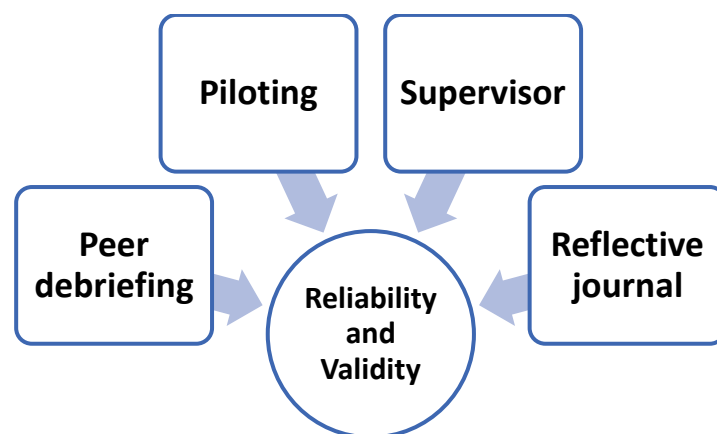 Piloting
Supervisor
Peer
debriefing
Reflective
journal
Reliability
and
Validity